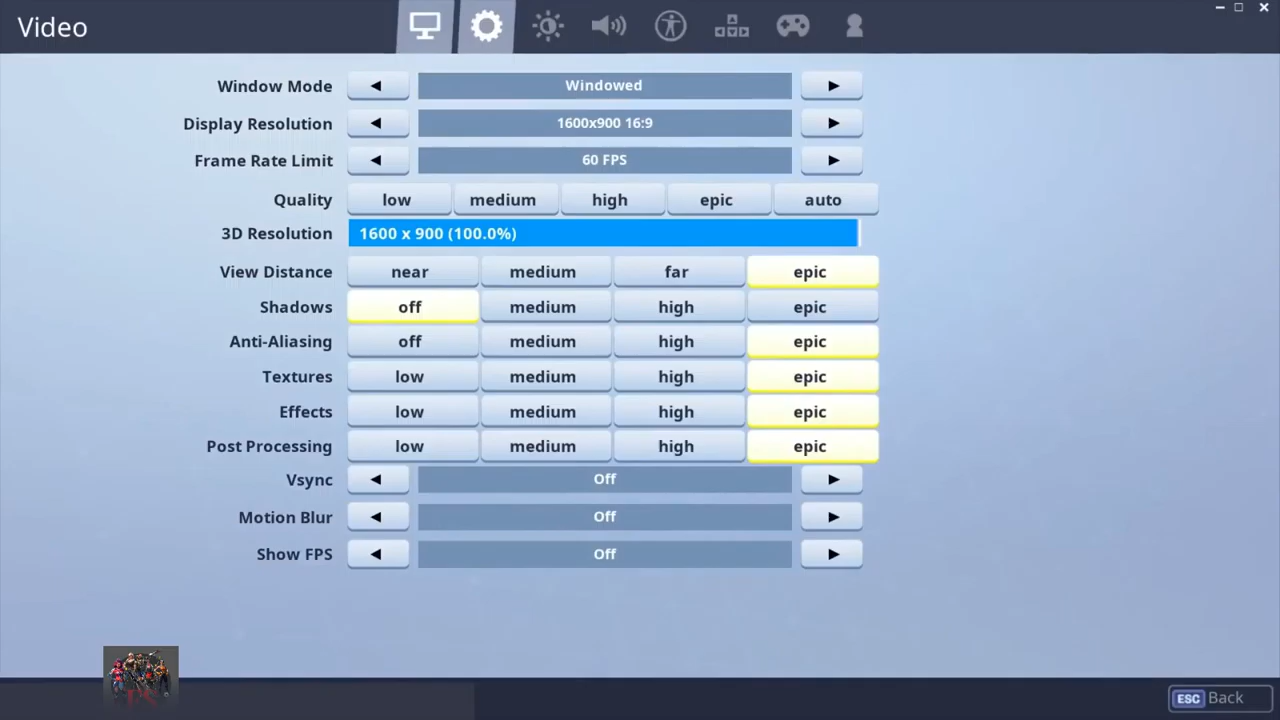 Video
Window Mode Windowed
Display Resolution 1600x900 16:9
Frame Rate Limit 60 FPS
Quality low medium high epic auto
3D Resolution 1600 x 900 (100.0%)
View Distance near medium far epic
Shadows off medium high epic
Anti-Aliasing off medium high epic
Textures low medium high epic
Effects low medium high epic
Post Processing low medium high epic
Vsync Off
Motion Blur Off
Show FPS Off
ESC Back